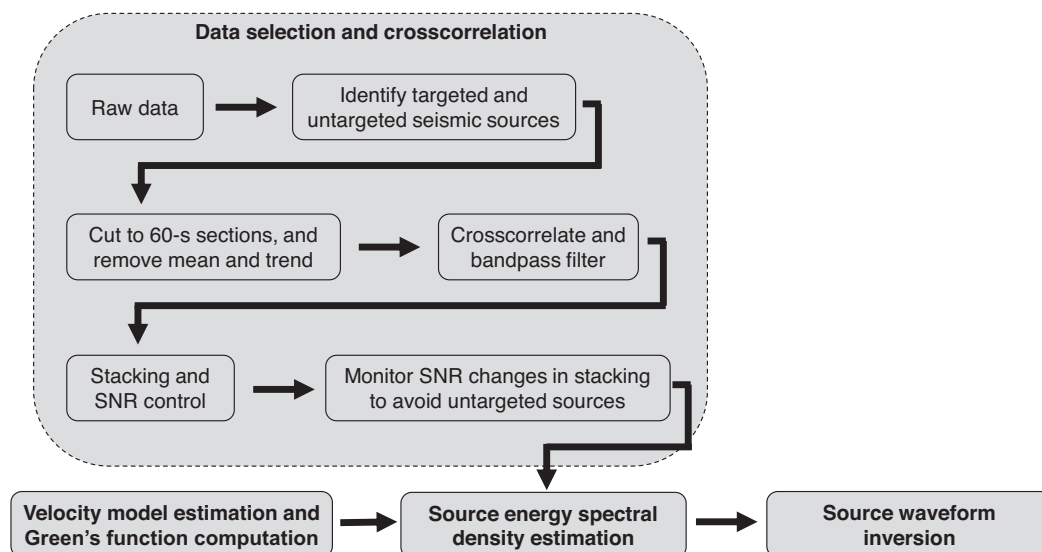 Data selection and crosscorrelation
Raw data
Identify targeted and
untargeted seismic sources
Cut to 60-s sections, and
remove mean and trend
Crosscorrelate and
bandpass filter
Stacking and
SNR control
Monitor SNR changes in stacking
to avoid untargeted sources
Velocity model estimation and
Green’s function computation
Source energy spectral
density estimation
Source waveform
inversion